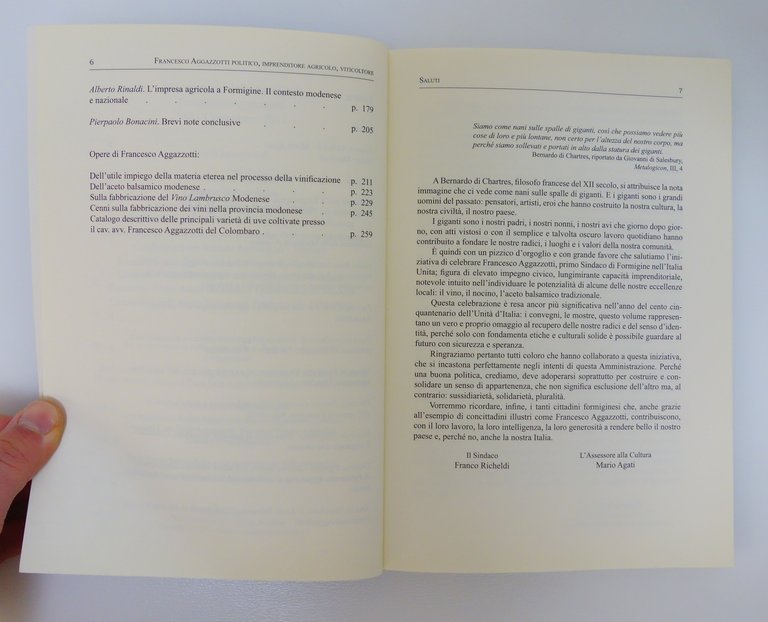 6 Francesco Aggazzotti politico, imprenditore agricolo, viticoltore
Alberto Rinaldi. L'impresa agricola a Formigine. Il contesto modenese
e nazionale . . . . . . . p. 179
Pierpaolo Bonacini. Brevi note conclusive . . . p. 205
Opere di Francesco Aggazzotti:
Dell'utile impiego della materia eterea nel processo della vinificazione p. 211
Dell'aceto balsamico modenese . . . . . p. 223
Sulla fabbricazione del Vino Lambrusco Modenese . . p. 229
Cenni sulla fabbricazione dei vini nella provincia modenese . p. 245
Catalogo descrittivo delle principali varietà di uve coltivate presso
il cav. avv. Francesco Aggazzotti del Colombaro . . . p. 259
Saluti 7
Siamo come nani sulle spalle di giganti, così che possiamo vedere più
cose di loro e più lontane, non certo per l'altezza del nostro corpo, ma
perché siamo sollevati e portati in alto dalla statura dei giganti.
Bernardo di Chartres, riportato da Giovanni di Salesbury,
Metalogicon, III, 4
A Bernardo di Chartres, filosofo francese del XII secolo, si attribuisce la nota
immagine che ci vede come nani sulle spalle di giganti. E i giganti sono i grandi
uomini del passato: pensatori, artisti, eroi che hanno costruito la nostra cultura, la
nostra civiltà, il nostro paese.
I giganti sono i nostri padri, i nostri nonni, i nostri avi che giorno dopo gior-
no, con atti vistosi o con il semplice e talvolta oscuro lavoro quotidiano hanno
contribuito a fondare le nostre radici, i luoghi e i valori della nostra comunità.
È quindi con un pizzico d'orgoglio e con grande favore che salutiamo l'ini-
ziativa di celebrare Francesco Aggazzotti, primo Sindaco di Formigine nell'Italia
Unita; figura di elevato impegno civico, lungimirante capacità imprenditoriale,
notevole intuito nell'individuare le potenzialità di alcune delle nostre eccellenze
locali: il vino, il nocino, l'aceto balsamico tradizionale.
Questa celebrazione è resa ancor più significativa nell'anno del cento cin-
quantenario dell'Unità d'Italia: i convegni, le mostre, questo volume rappresen-
tano un vero e proprio omaggio al recupero delle nostre radici e del senso d'iden-
tità, perché solo con fondamenta etiche e culturali solide è possibile guardare al
futuro con sicurezza e speranza.
Ringraziamo pertanto tutti coloro che hanno collaborato a questa iniziativa,
che si incastona perfettamente negli intenti di questa Amministrazione. Perché
una buona politica, crediamo, deve adoperarsi soprattutto per costruire e con-
solidare un senso di appartenenza, che non significa esclusione dell'altro ma, al
contrario: sussidiarietà, solidarietà, pluralità.
Vorremmo ricordare, infine, i tanti cittadini formiginesi che, anche grazie
all'esempio di concittadini illustri come Francesco Aggazzotti, contribuiscono,
con il loro lavoro, la loro intelligenza, la loro generosità a rendere bello il nostro
paese e, perché no, anche la nostra Italia.
Il Sindaco L'Assessore alla Cultura
Franco Richeldi Mario Agati